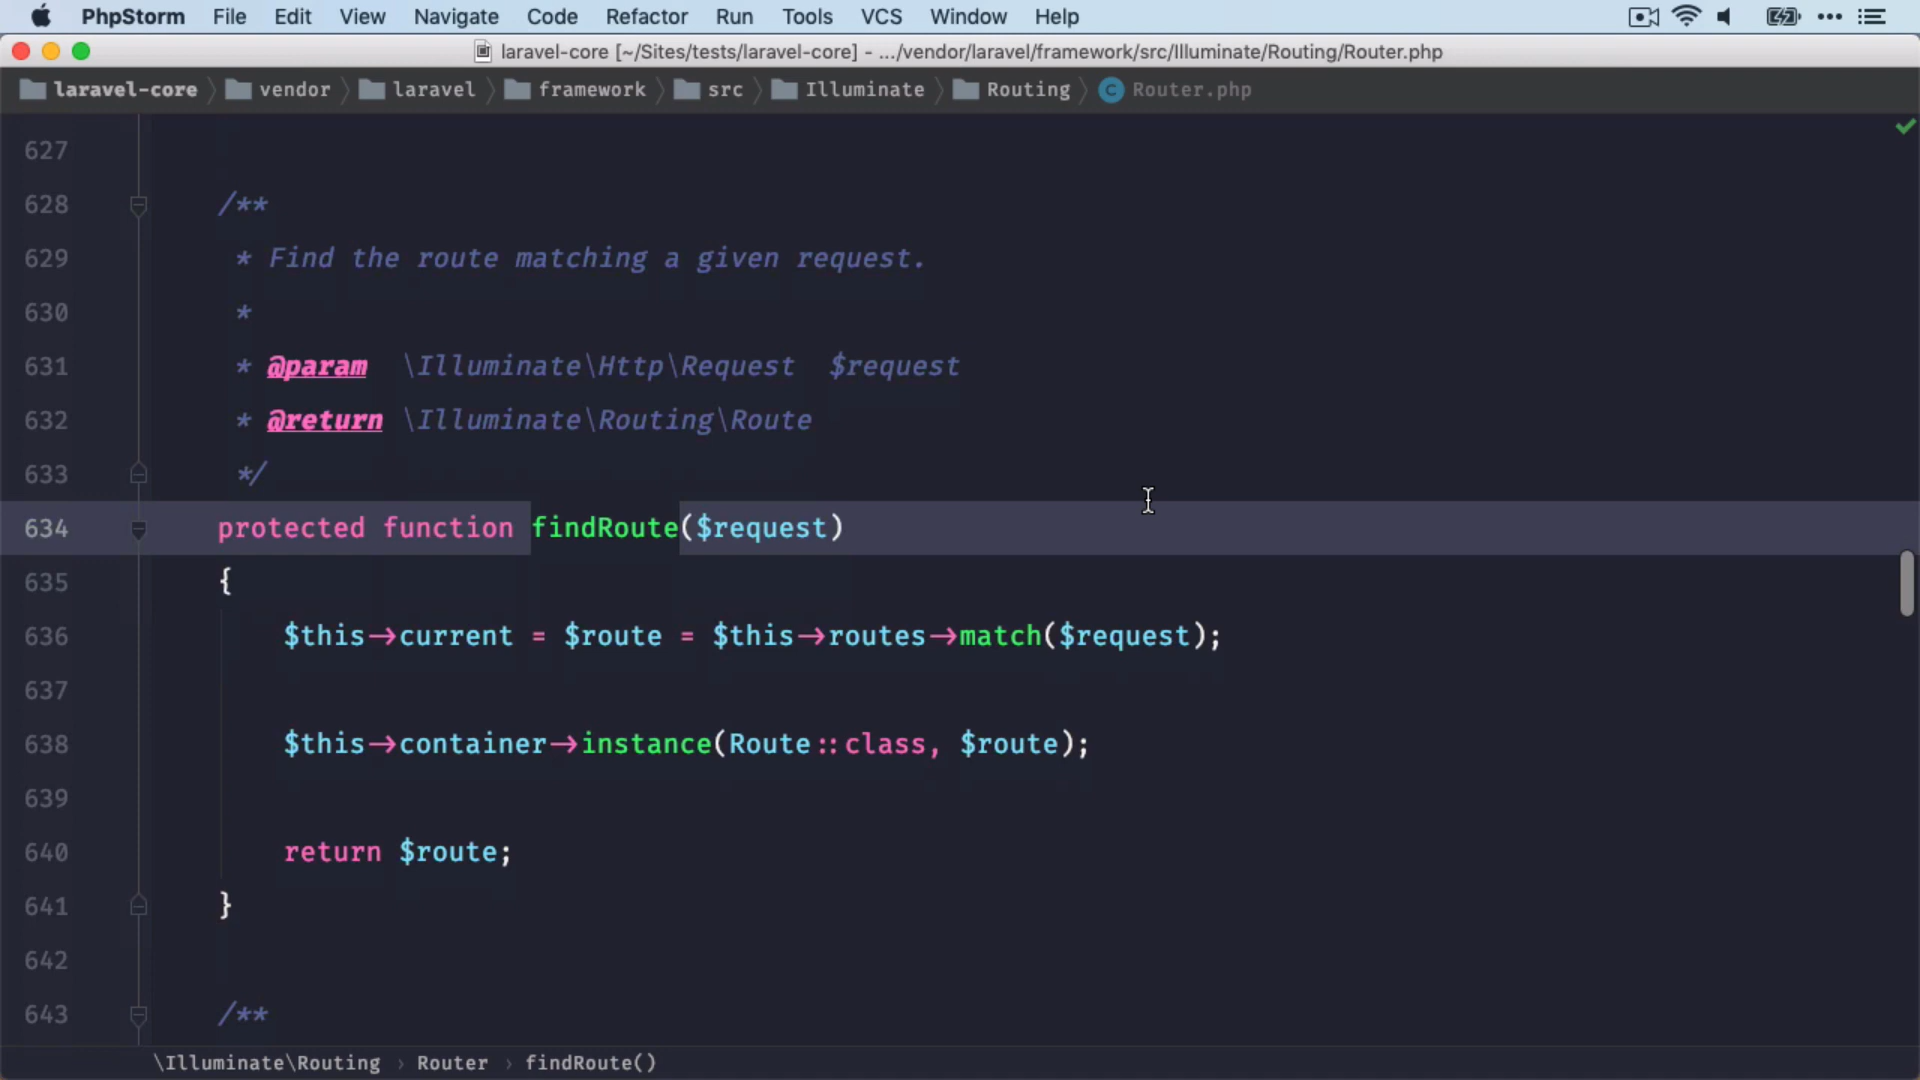 PhpStorm File Edit View Navigate Code Refactor Run Tools VCS Window Help
laravel-core [~/Sites/tests/laravel-core] - .../vendor/laravel/framework/src/Illuminate/Routing/Router.php
laravel-core vendor laravel framework src Illuminate Routing C Router.php
627
628 /**
629 * Find the route matching a given request.
630 *
631 * @param \Illuminate\Http\Request $request
632 * @return \Illuminate\Routing\Route
633 */
634 protected function findRoute($request)
635 {
636 $this->current = $route = $this->routes->match($request);
637
638 $this->container->instance(Route::class, $route);
639
640 return $route;
641 }
642
643 /**
\Illuminate\Routing › Router › findRoute()